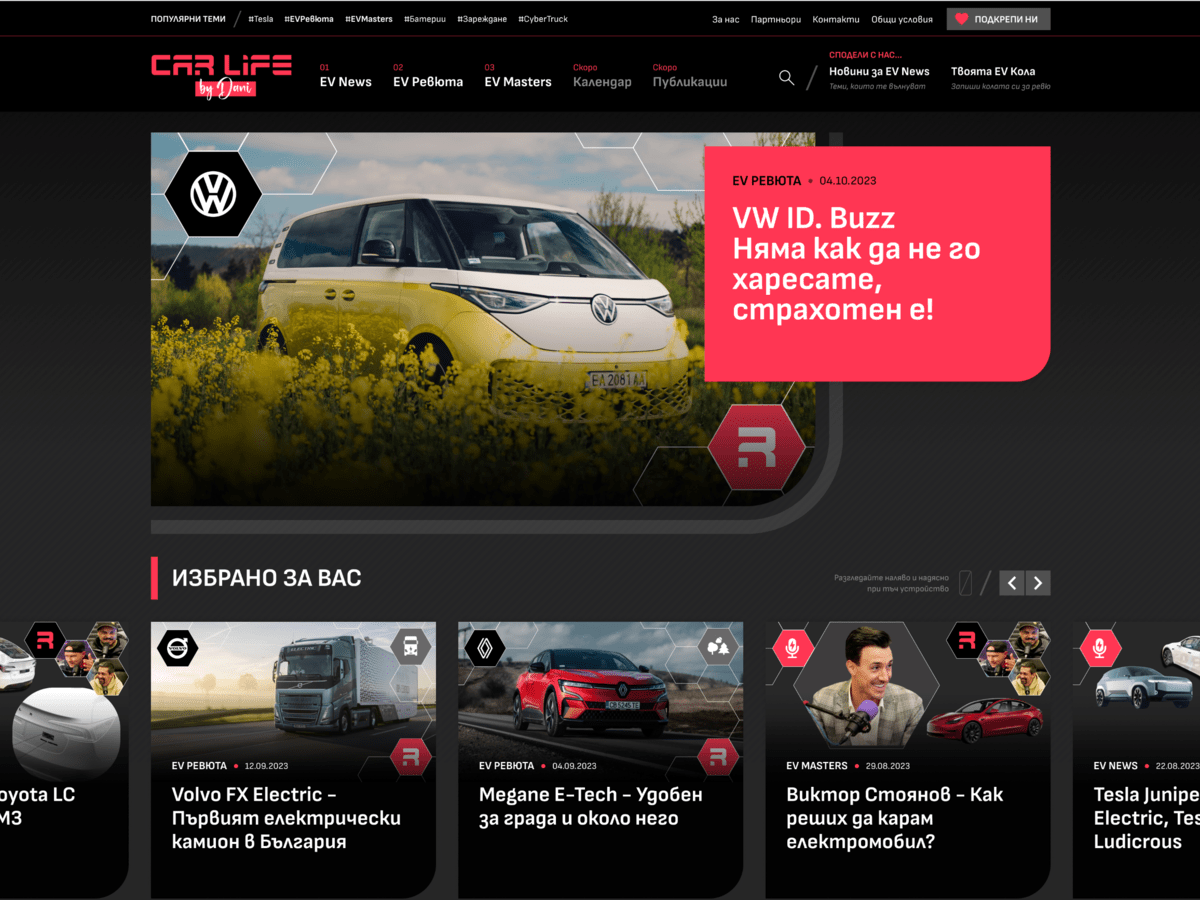 ПОПУЛЯРНИ ТЕМИ #Tesla #EVРевюта #EVMasters #Батерии #Зареждане #CyberTruck
За нас Партньори Контакти Общи условия ПОДКРЕПИ НИ
CAR LIFE
by Dani
01 02 03 Скоро Скоро
EV News EV Ревюта EV Masters Календар Публикации
СПОДЕЛИ С НАС...
Новини за EV News Твоята EV Кола
Теми, които те вълнуват Запиши колата си за ревю
EV РЕВЮТА • 04.10.2023
VW ID. Buzz
Няма как да не го
харесате,
страхотен е!
EA 2081 AA
ИЗБРАНО ЗА ВАС
Разгледайте наляво и надясно
при тъч устройство
oyota LC
M3
VOLVO
EV РЕВЮТА • 12.09.2023
Volvo FX Electric -
Първият електрически
камион в България
EV РЕВЮТА • 04.09.2023
Megane E-Tech - Удобен
за града и около него
EV MASTERS • 29.08.2023
Виктор Стоянов - Как
реших да карам
електромобил?
EV NEWS • 22.08.2023
Tesla Junipe
Electric, Tes
Ludicrous